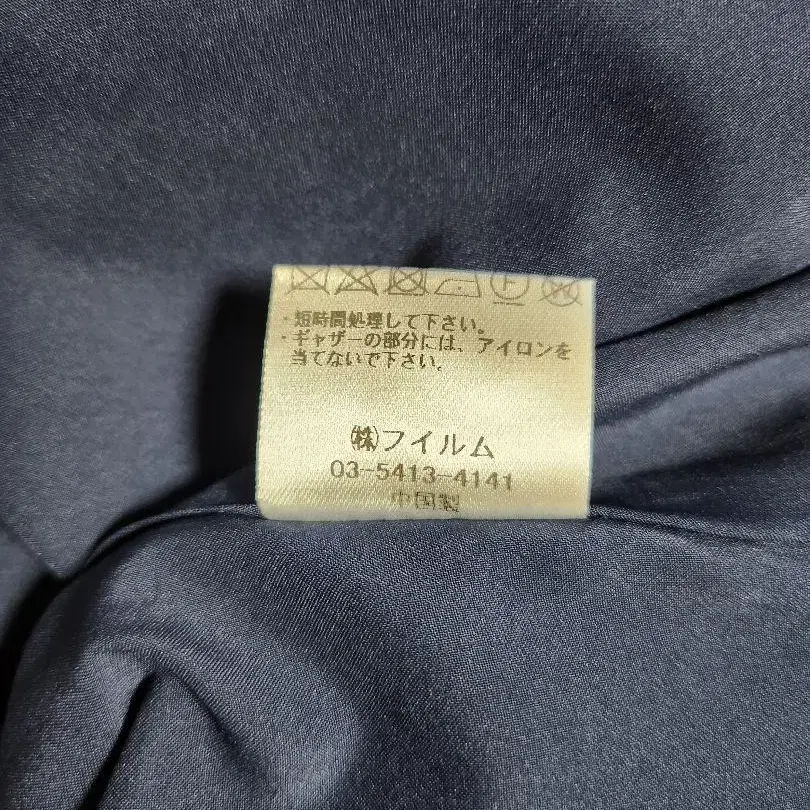 ・短時間処理して下さい。
・ギャザーの部分には、アイロンを
当てないで下さい。
㈱フイルム
03-5413-4141
中国製